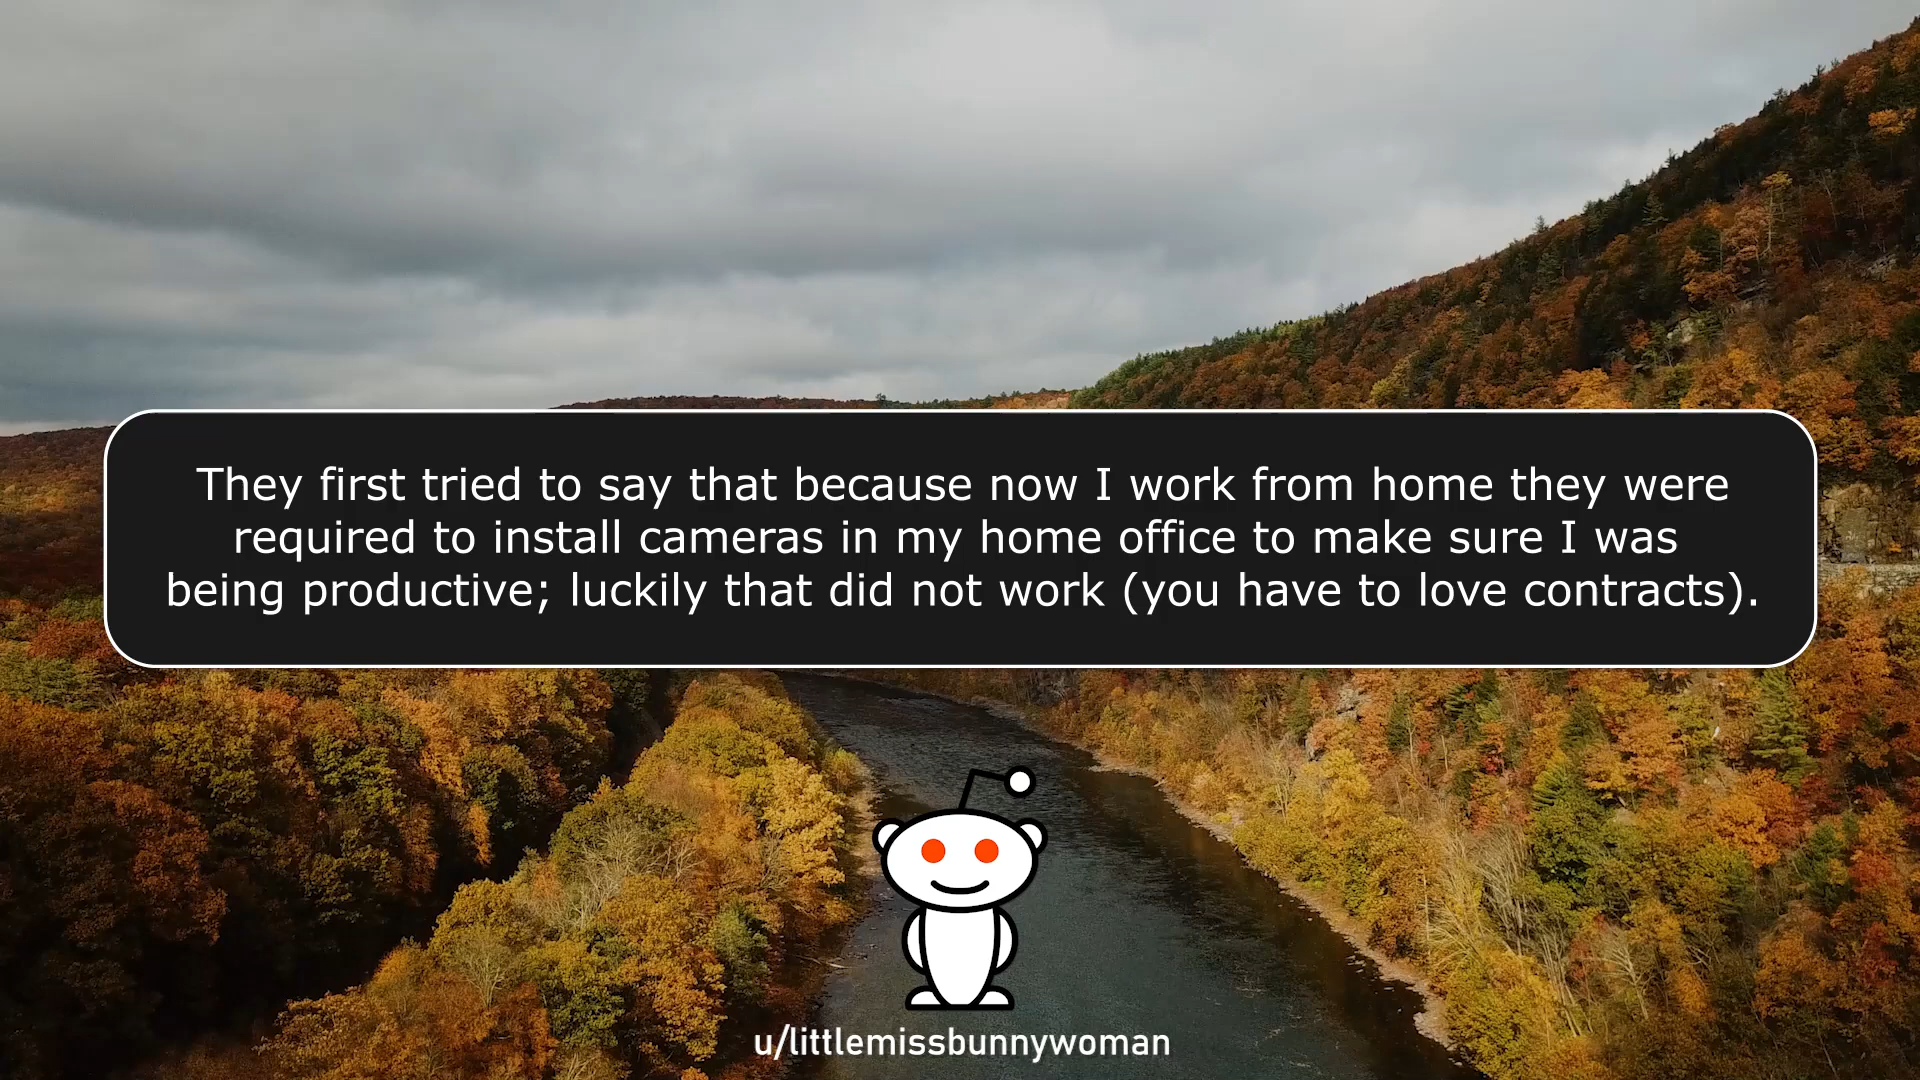 They first tried to say that because now I work from home they were
required to install cameras in my home office to make sure I was
being productive; luckily that did not work (you have to love contracts).
u/littlemissbunnywoman